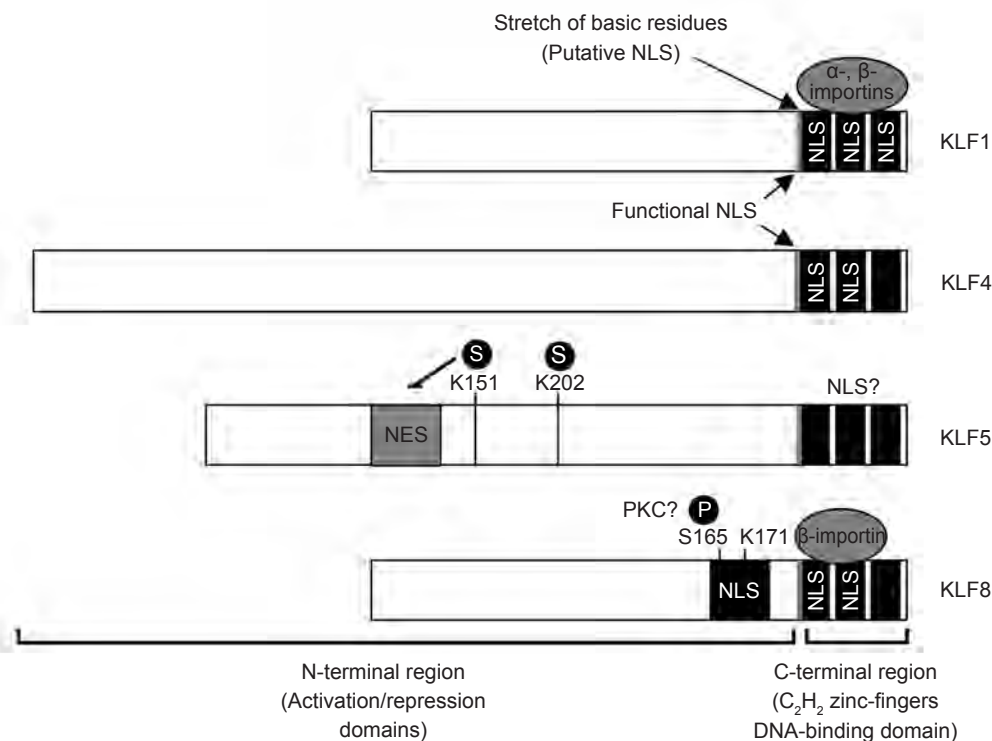 Stretch of basic residues
(Putative NLS)
α-, β-
importins
NLS NLS NLS
KLF1
Functional NLS
NLS NLS
KLF4
S S
K151 K202
NLS?
NES
KLF5
PKC? P
S165 K171 β-importin
NLS NLS NLS
KLF8
N-terminal region
(Activation/repression
domains)
C-terminal region
(C₂H₂ zinc-fingers
DNA-binding domain)